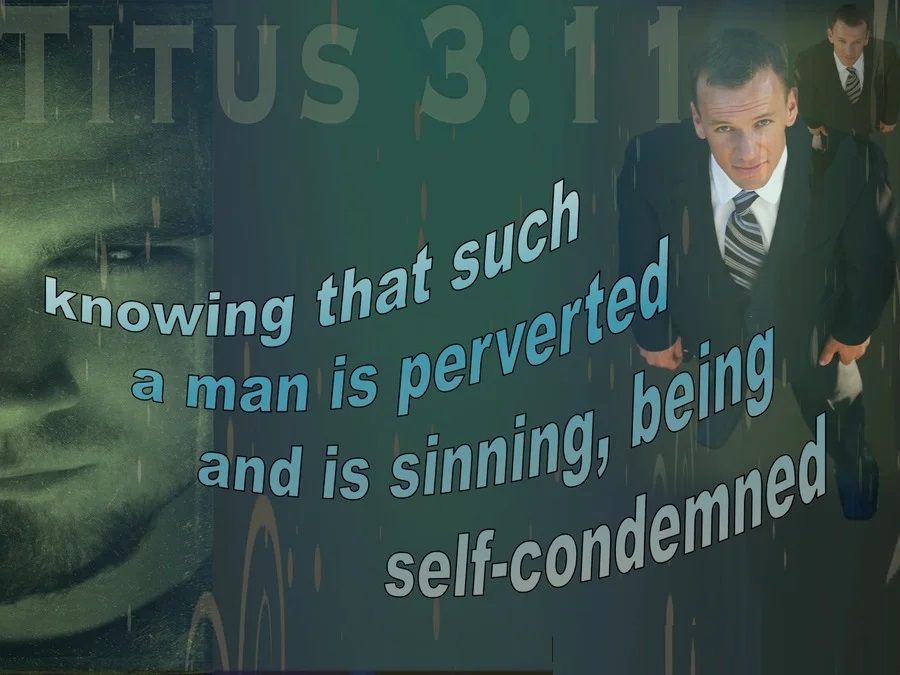 Titus 3:11
knowing that such
a man is perverted
and is sinning, being
self-condemned